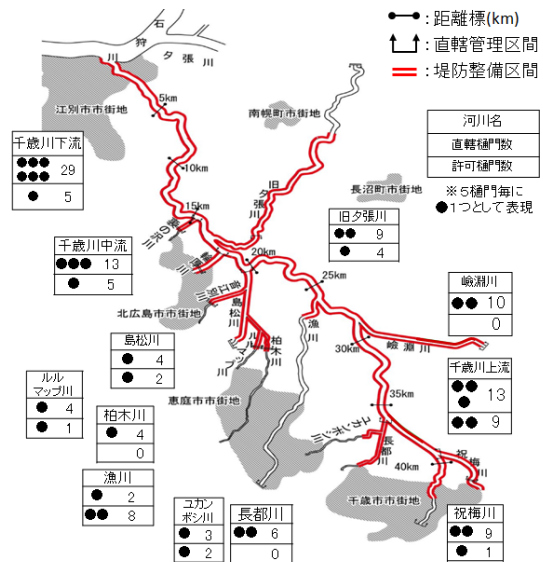 ●—● : 距離標(km)
: 直轄管理区間
: 堤防整備区間
河川名
直轄樋門数
許可樋門数
※5樋門毎に
●1つとして表現
石
狩
川
夕張川
江別市市街地
5km
南幌町市街地
千歳川下流
29
5
10km
旧
夕
張
川
長沼町市街地
15km
旧夕張川
9
4
千歳川中流
13
5
20km
25km
北広島市市街地
島
松
川
漁
川
嶮淵川
10
0
島松川
4
2
柏
木
川
30km
嶮淵川
千歳川上流
13
9
ルル
マップ川
4
1
恵庭市市街地
35km
柏木川
4
0
ユカンボシ川
長
都
川
漁川
2
8
40km
祝
梅
川
ユカン
ボシ川
3
2
長都川
6
0
千歳市市街地
祝梅川
9
1